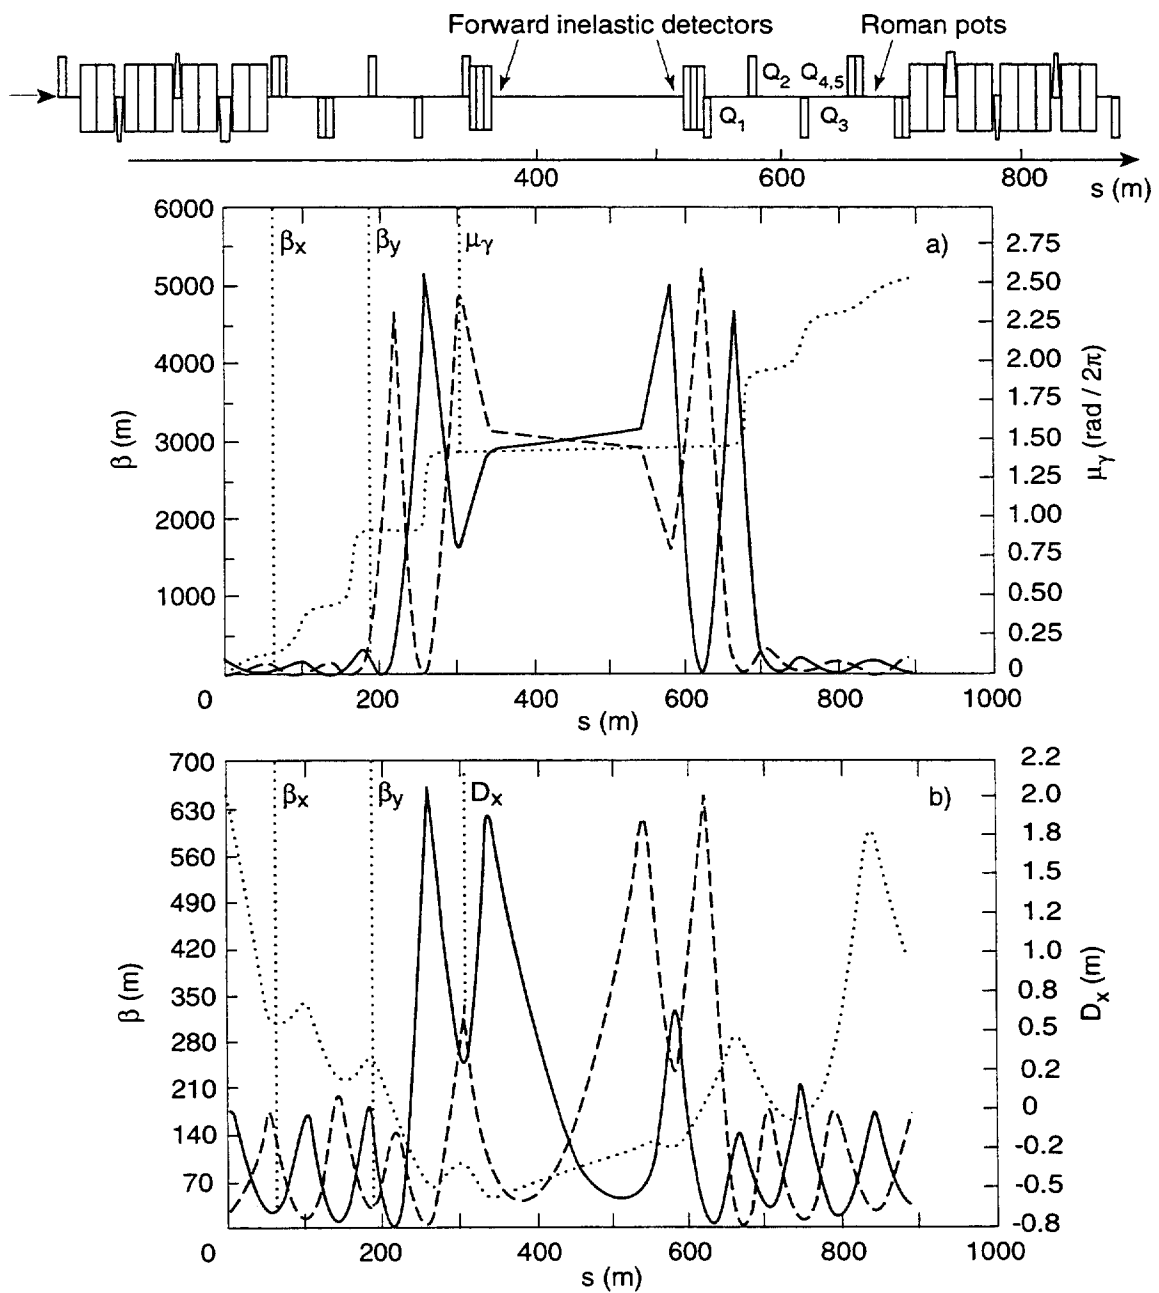 Forward inelastic detectors Roman pots
Q2 Q4,5
Q1 Q3
400 600 800
s (m)
6000
5000
4000
3000
2000
1000
β (m)
βx βy μγ a)
2.75
2.50
2.25
2.00
1.75
1.50
1.25
1.00
0.75
0.50
0.25
0
μγ (rad / 2π)
0 200 400 600 800 1000
s (m)
700
630
560
490
420
350
280
210
140
70
β (m)
βx βy Dx b)
2.2
2.0
1.8
1.5
1.2
1.0
0.8
0.5
0.2
0
-0.2
-0.5
-0.8
Dx (m)
0 200 400 600 800 1000
s (m)